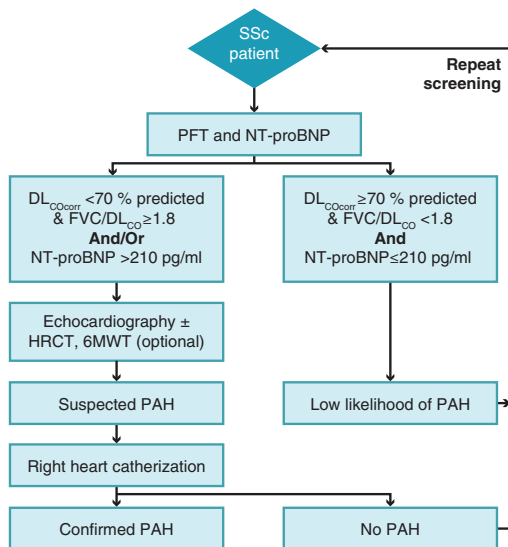 SSc
patient
Repeat
screening
PFT and NT-proBNP
DLCOcorr <70 % predicted
& FVC/DLCO≥1.8
And/Or
NT-proBNP >210 pg/ml
DLCOcorr≥70 % predicted
& FVC/DLCO <1.8
And
NT-proBNP≤210 pg/ml
Echocardiography ±
HRCT, 6MWT (optional)
Suspected PAH
Low likelihood of PAH
Right heart catherization
Confirmed PAH
No PAH